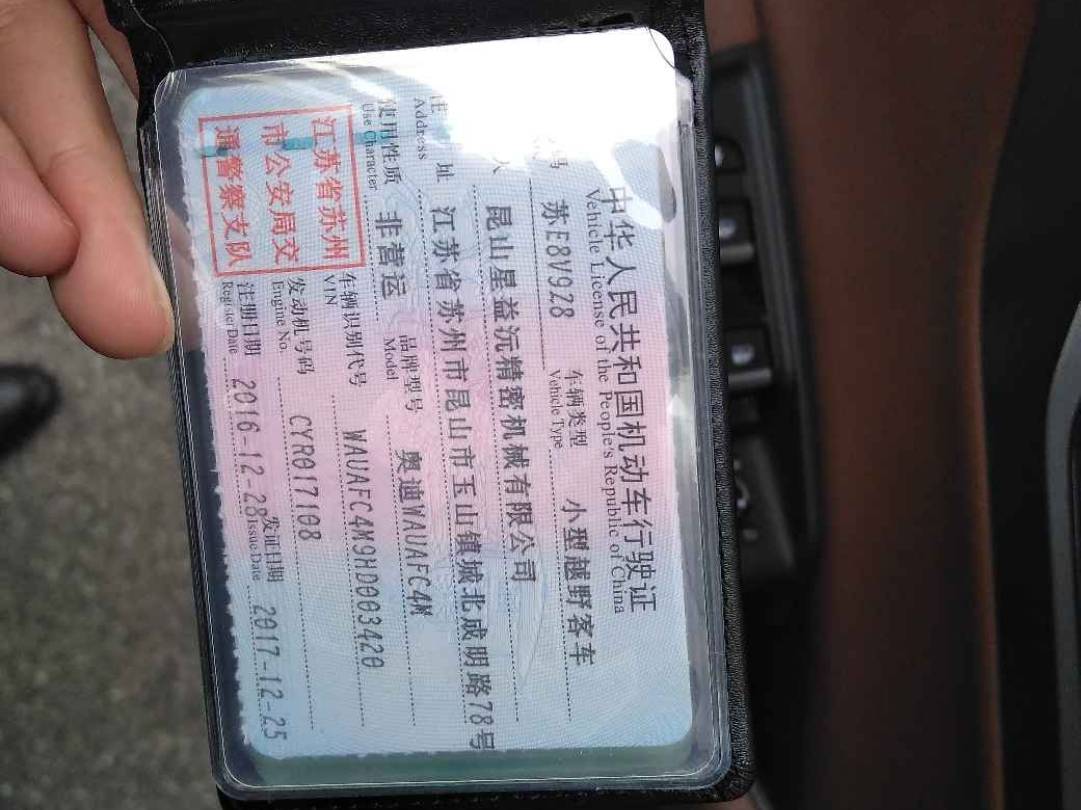 中华人民共和国机动车行驶证
Vehicle License of the People's Republic of China
号 苏E8V928 车辆类型 小型越野客车
Vehicle Type
人 昆山星益沅精密机械有限公司
住 址 江苏省苏州市昆山市玉山镇城北成明路78号
Address
使用性质 非营运 品牌型号 奥迪WAUAFC4M
Use Character Model
江苏省苏州
市公安局交
通警察支队
车辆识别代号 WAUAFC4M9HD003420
VIN
发动机号码 CYR017108
Engine No.
注册日期 2016-12-28 发证日期 2017-12-25
Register Date Issue Date